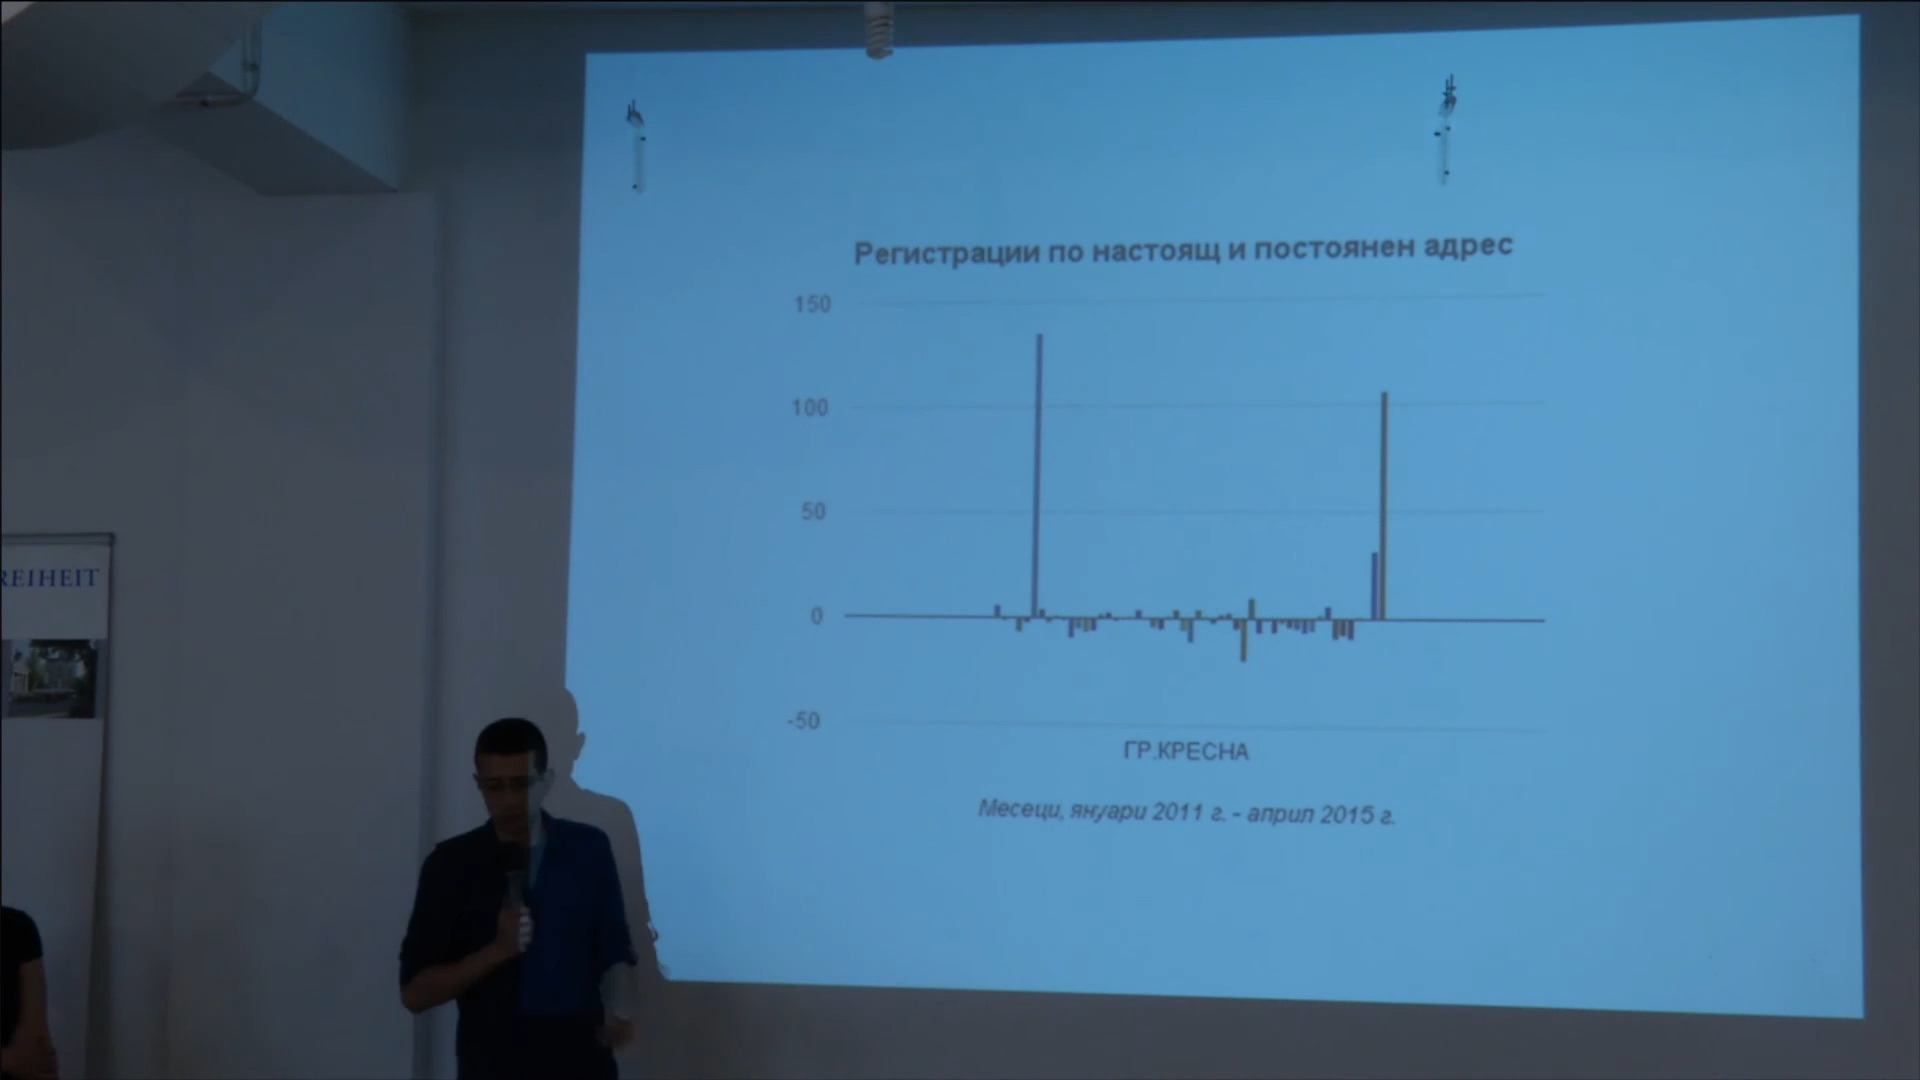 Регистрации по настоящ и постоянен адрес
150
100
50
0
-50
ГР.КРЕСНА
Месеци, януари 2011 г. - април 2015 г.
REIHEIT